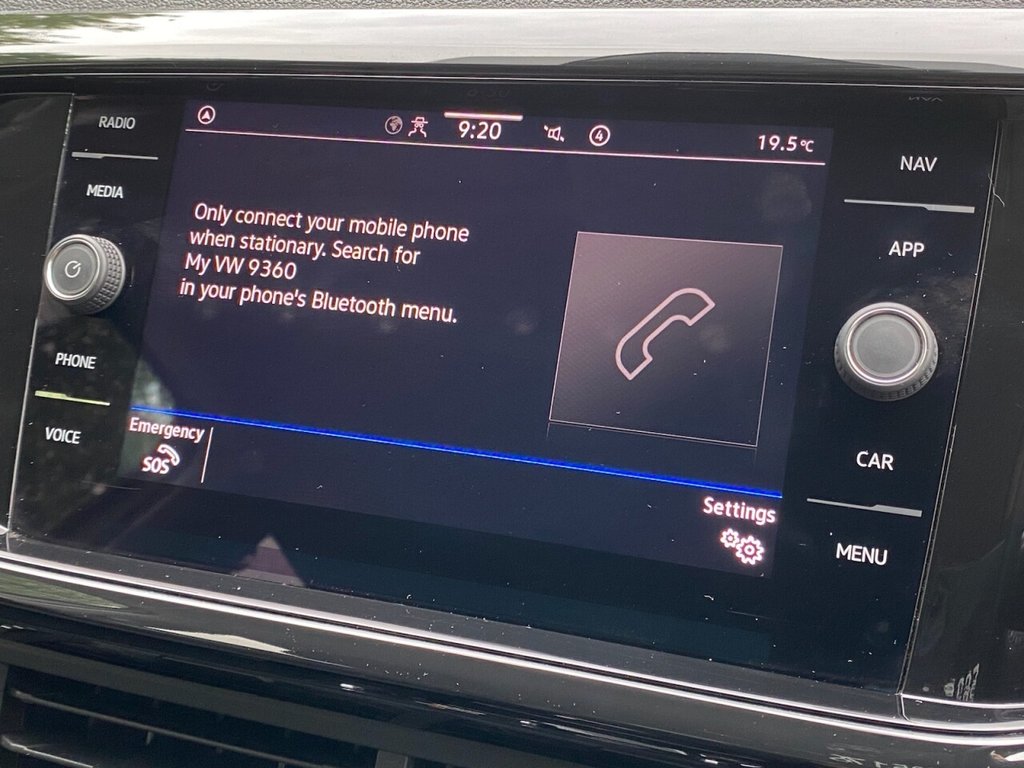 RADIO
MEDIA
PHONE
VOICE
9:20
4
19.5°C
Only connect your mobile phone
when stationary. Search for
My VW 9360
in your phone's Bluetooth menu.
Emergency
SOS
Settings
NAV
APP
CAR
MENU